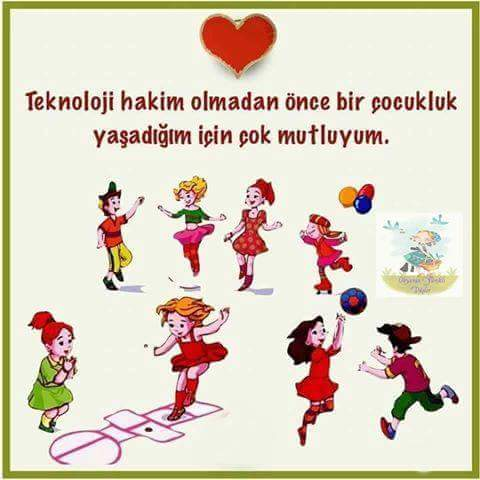 Teknoloji hakim olmadan önce bir çocukluk
yaşadığım için çok mutluyum.